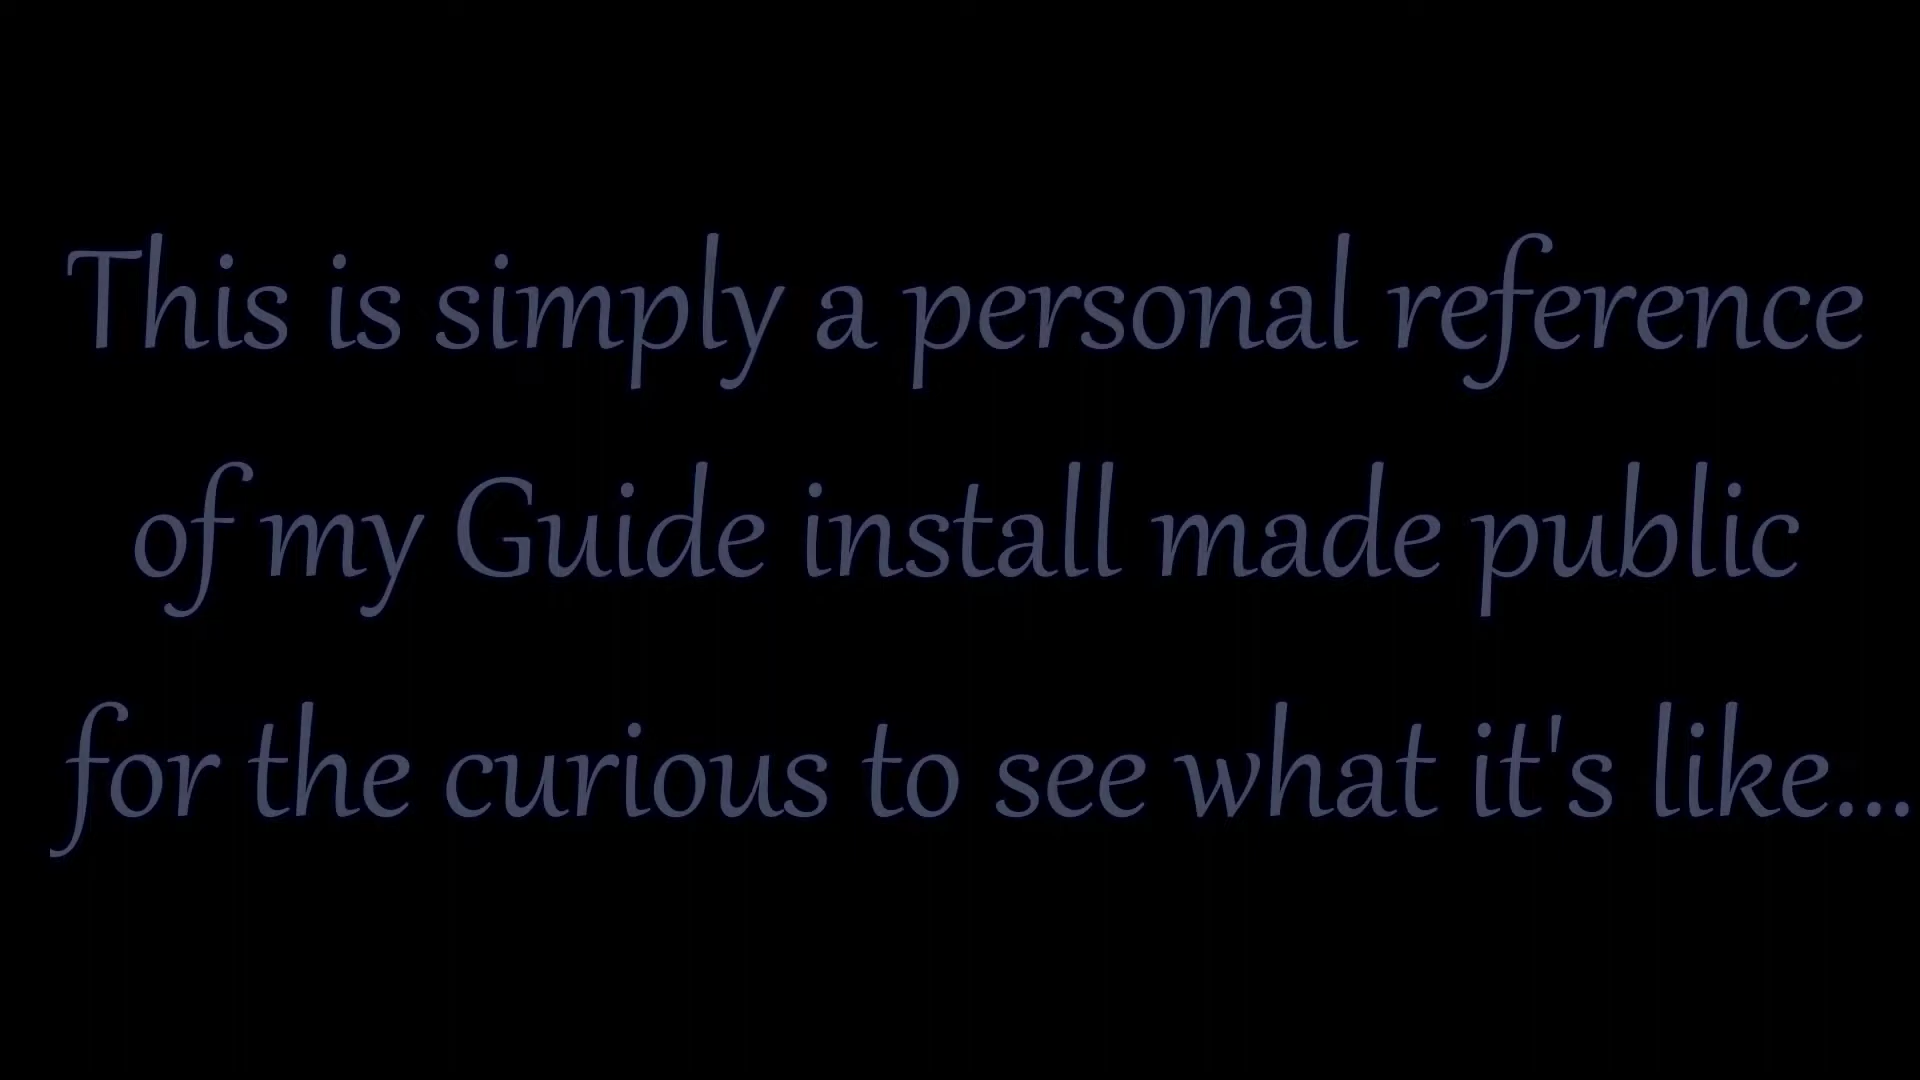 This is simply a personal reference
of my Guide install made public
for the curious to see what it's like...